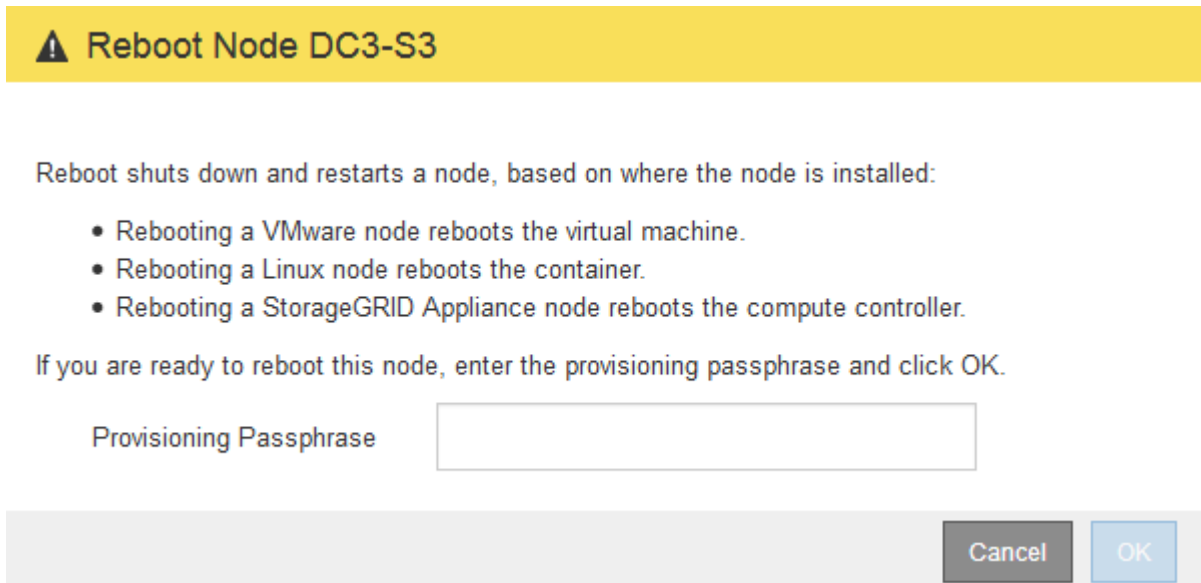 Reboot Node DC3-S3
Reboot shuts down and restarts a node, based on where the node is installed:
• Rebooting a VMware node reboots the virtual machine.
• Rebooting a Linux node reboots the container.
• Rebooting a StorageGRID Appliance node reboots the compute controller.
If you are ready to reboot this node, enter the provisioning passphrase and click OK.
Provisioning Passphrase
Cancel OK